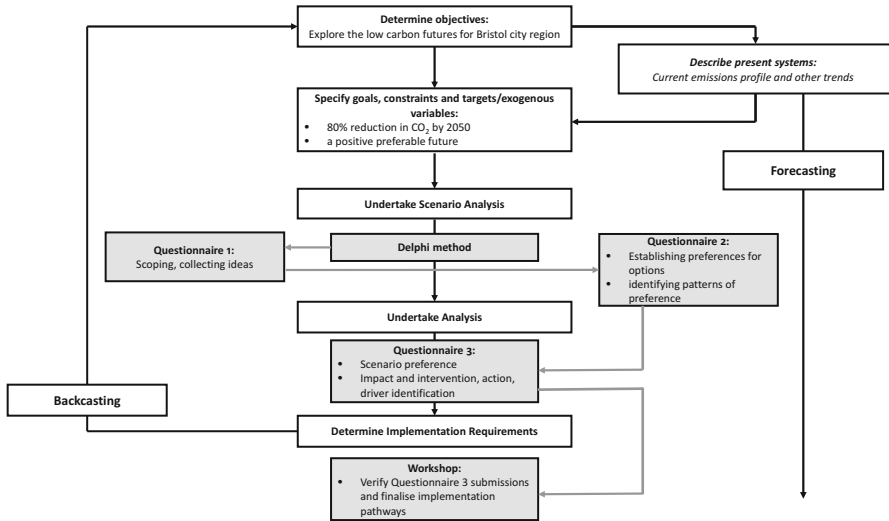 Determine objectives:
Explore the low carbon futures for Bristol city region
Describe present systems:
Current emissions profile and other trends
Specify goals, constraints and targets/exogenous
variables:
• 80% reduction in CO₂ by 2050
• a positive preferable future
Forecasting
Undertake Scenario Analysis
Questionnaire 1:
Scoping, collecting ideas
Delphi method
Questionnaire 2:
• Establishing preferences for
options
• identifying patterns of
preference
Undertake Analysis
Questionnaire 3:
• Scenario preference
• Impact and intervention, action,
driver identification
Backcasting
Determine Implementation Requirements
Workshop:
• Verify Questionnaire 3 submissions
and finalise implementation
pathways